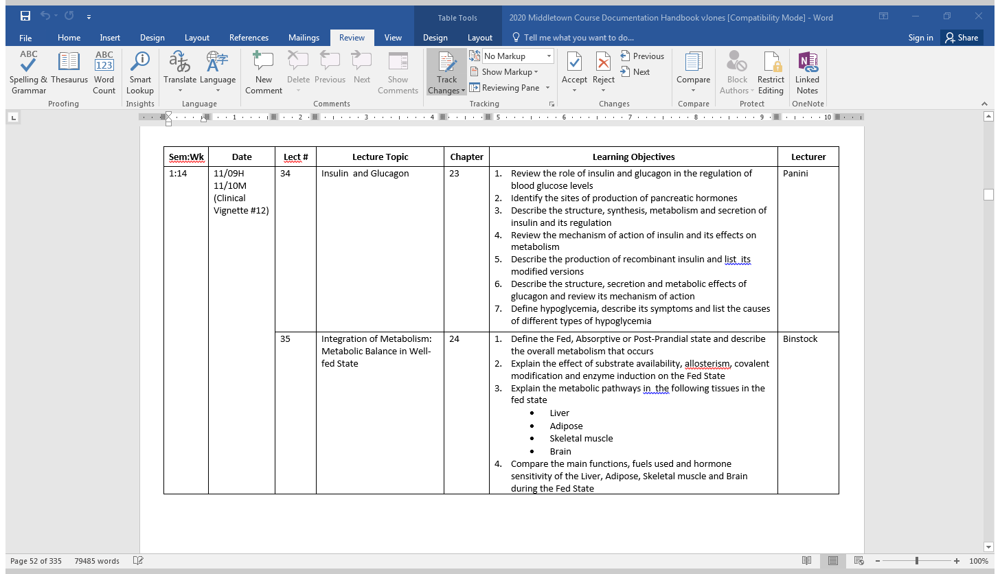 Table Tools
2020 Middletown Course Documentation Handbook vJones [Compatibility Mode] - Word
File Home Insert Design Layout References Mailings Review View Design Layout Tell me what you want to do... Sign in Share
ABC
Spelling & Grammar
Thesaurus
ABC 123
Word Count
Smart Lookup
Translate
Language
New Comment
Delete
Previous
Next
Show Comments
Track Changes
No Markup
Show Markup
Reviewing Pane
Accept
Reject
Previous
Next
Compare
Block Authors
Restrict Editing
N
Linked Notes
Proofing Insights Language Comments Tracking Changes Compare Protect OneNote
L
1 2 3 4 5 6 7 8 9 10
Sem:Wk Date Lect # Lecture Topic Chapter Learning Objectives Lecturer
1:14
11/09H
11/10M
(Clinical
Vignette #12)
34
Insulin  and Glucagon
23
1. Review the role of insulin and glucagon in the regulation of
blood glucose levels
2. Identify the sites of production of pancreatic hormones
3. Describe the structure, synthesis, metabolism and secretion of
insulin and its regulation
4. Review the mechanism of action of insulin and its effects on
metabolism
5. Describe the production of recombinant insulin and list  its
modified versions
6. Describe the structure, secretion and metabolic effects of
glucagon and review its mechanism of action
7. Define hypoglycemia, describe its symptoms and list the causes
of different types of hypoglycemia
Panini
35
Integration of Metabolism:
Metabolic Balance in Well-
fed State
24
1. Define the Fed, Absorptive or Post-Prandial state and describe
the overall metabolism that occurs
2. Explain the effect of substrate availability, allosterism, covalent
modification and enzyme induction on the Fed State
3. Explain the metabolic pathways in  the following tissues in the
fed state
• Liver
• Adipose
• Skeletal muscle
• Brain
4. Compare the main functions, fuels used and hormone
sensitivity of the Liver, Adipose, Skeletal muscle and Brain
during the Fed State
Binstock
Page 52 of 335 79485 words 100%